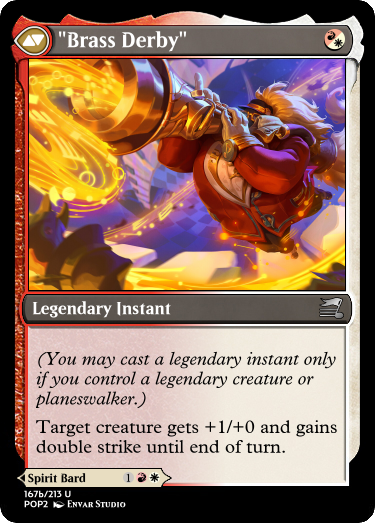 "Brass Derby"
Legendary Instant
(You may cast a legendary instant only
if you control a legendary creature or
planeswalker.)
Target creature gets +1/+0 and gains
double strike until end of turn.
Spirit Bard 1
167b/213 U
POP2 Envar Studio